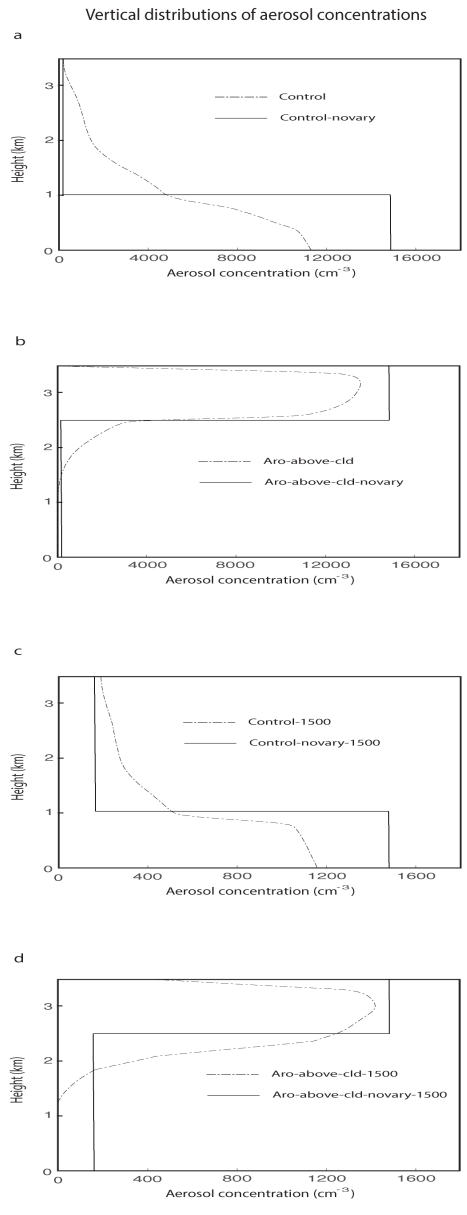 Vertical distributions of aerosol concentrations
a
3
2
1
0
Height (km)
Control
Control-novary
0 4000 8000 12000 16000
Aerosol concentration (cm⁻³)
b
3
2
1
0
Height (km)
Aro-above-cld
Aro-above-cld-novary
0 4000 8000 12000 16000
Aerosol concentration (cm⁻³)
c
3
2
1
0
Height (km)
Control-1500
Control-novary-1500
0 400 800 1200 1600
Aerosol concentration (cm⁻³)
d
3
2
1
0
Height (km)
Aro-above-cld-1500
Aro-above-cld-novary-1500
0 400 800 1200 1600
Aerosol concentration (cm⁻³)